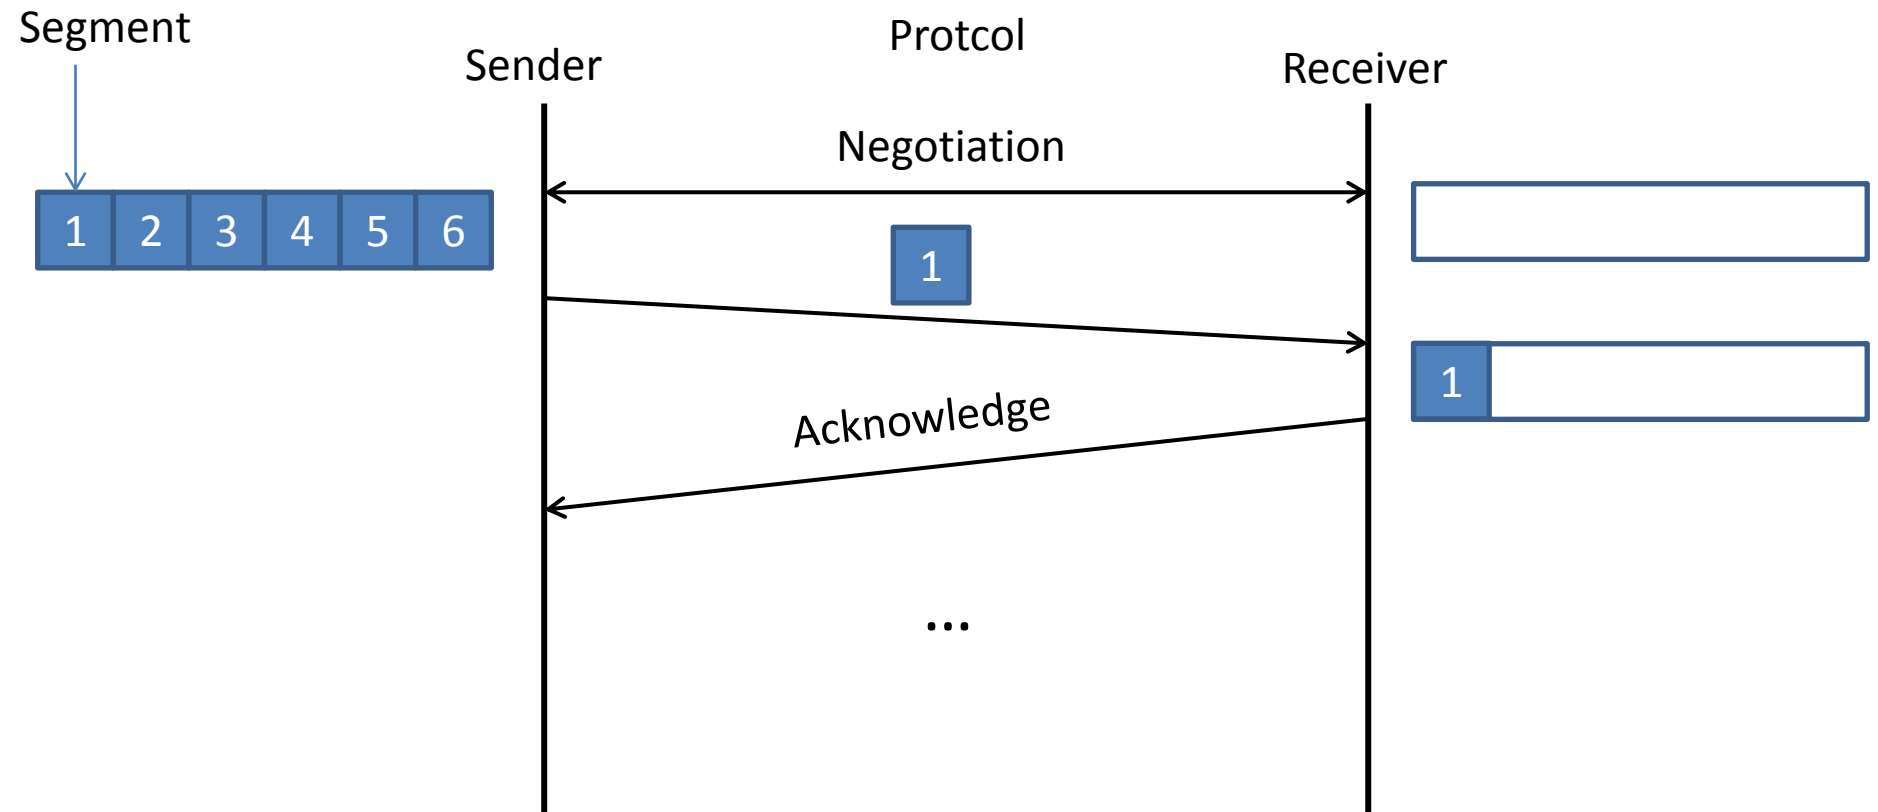 Segment
Protcol
Sender
Receiver
Negotiation
1 2 3 4 5 6
1
1
Acknowledge
...